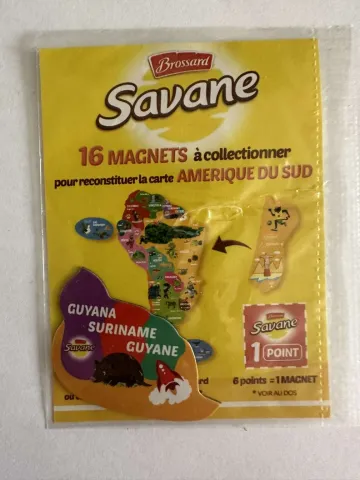 Brossard
Savane
16 MAGNETS à collectionner
pour reconstituer la carte AMERIQUE DU SUD
GUYANA
SURINAME
GUYANE
Savane
Savane
1 POINT
6 points = 1 MAGNET
* VOIR AU DOS